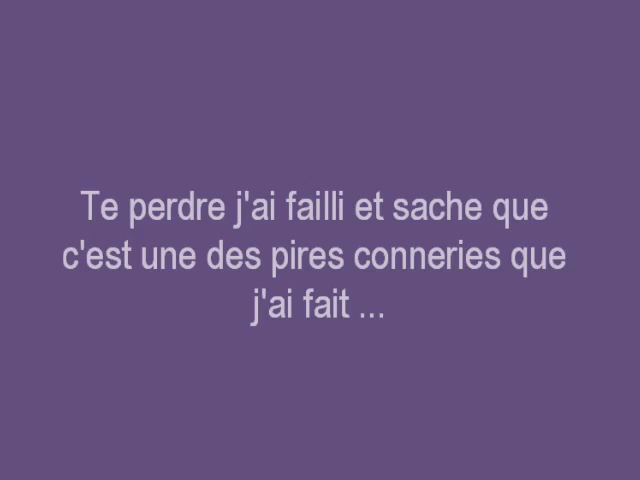 Te perdre j'ai failli et sache que
c'est une des pires conneries que
j'ai fait ...